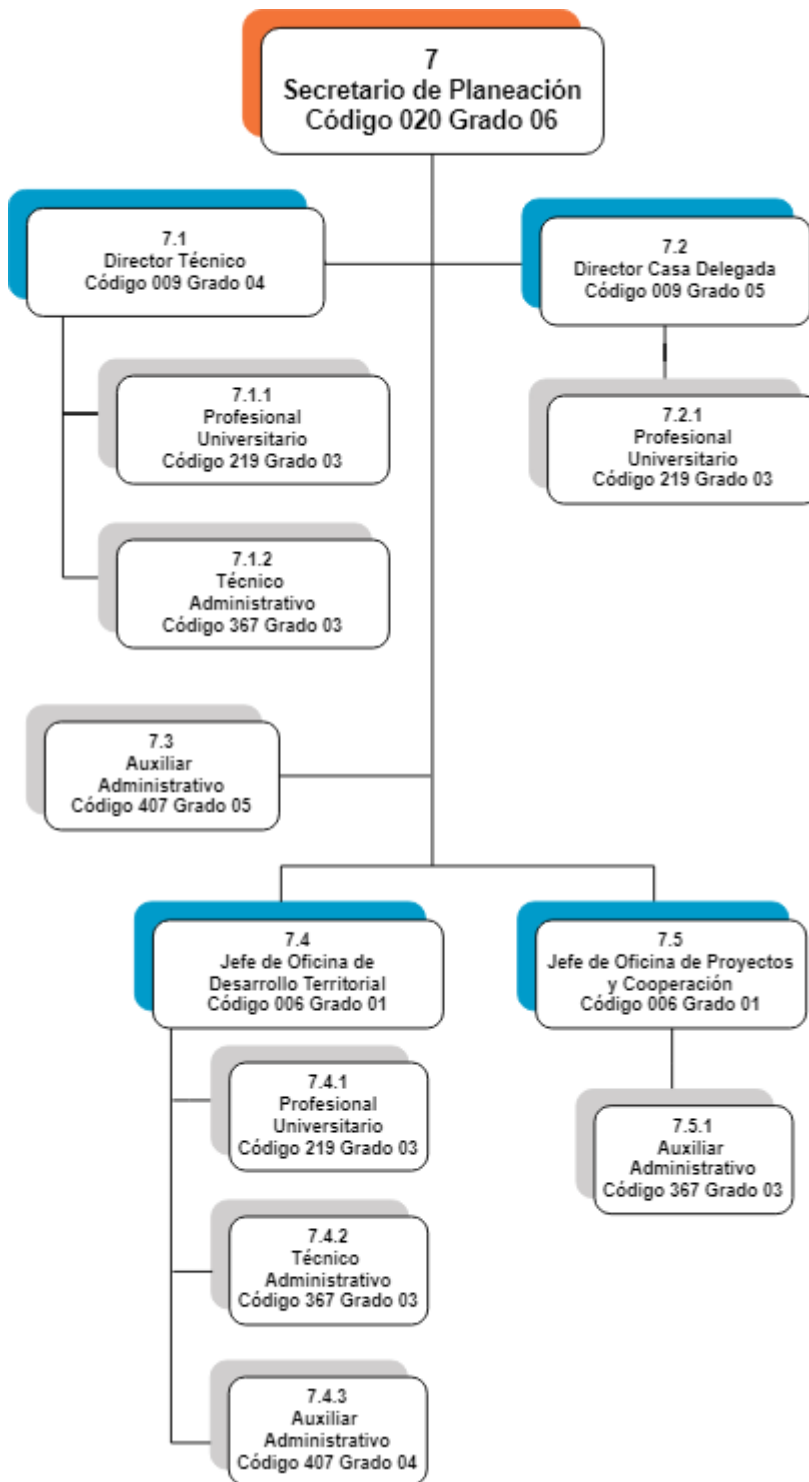 7
Secretario de Planeación
Código 020 Grado 06
7.1
Director Técnico
Código 009 Grado 04
7.2
Director Casa Delegada
Código 009 Grado 05
7.1.1
Profesional
Universitario
Código 219 Grado 03
7.2.1
Profesional
Universitario
Código 219 Grado 03
7.1.2
Técnico
Administrativo
Código 367 Grado 03
7.3
Auxiliar
Administrativo
Código 407 Grado 05
7.4
Jefe de Oficina de
Desarrollo Territorial
Código 006 Grado 01
7.5
Jefe de Oficina de Proyectos
y Cooperación
Código 006 Grado 01
7.4.1
Profesional
Universitario
Código 219 Grado 03
7.5.1
Auxiliar
Administrativo
Código 367 Grado 03
7.4.2
Técnico
Administrativo
Código 367 Grado 03
7.4.3
Auxiliar
Administrativo
Código 407 Grado 04